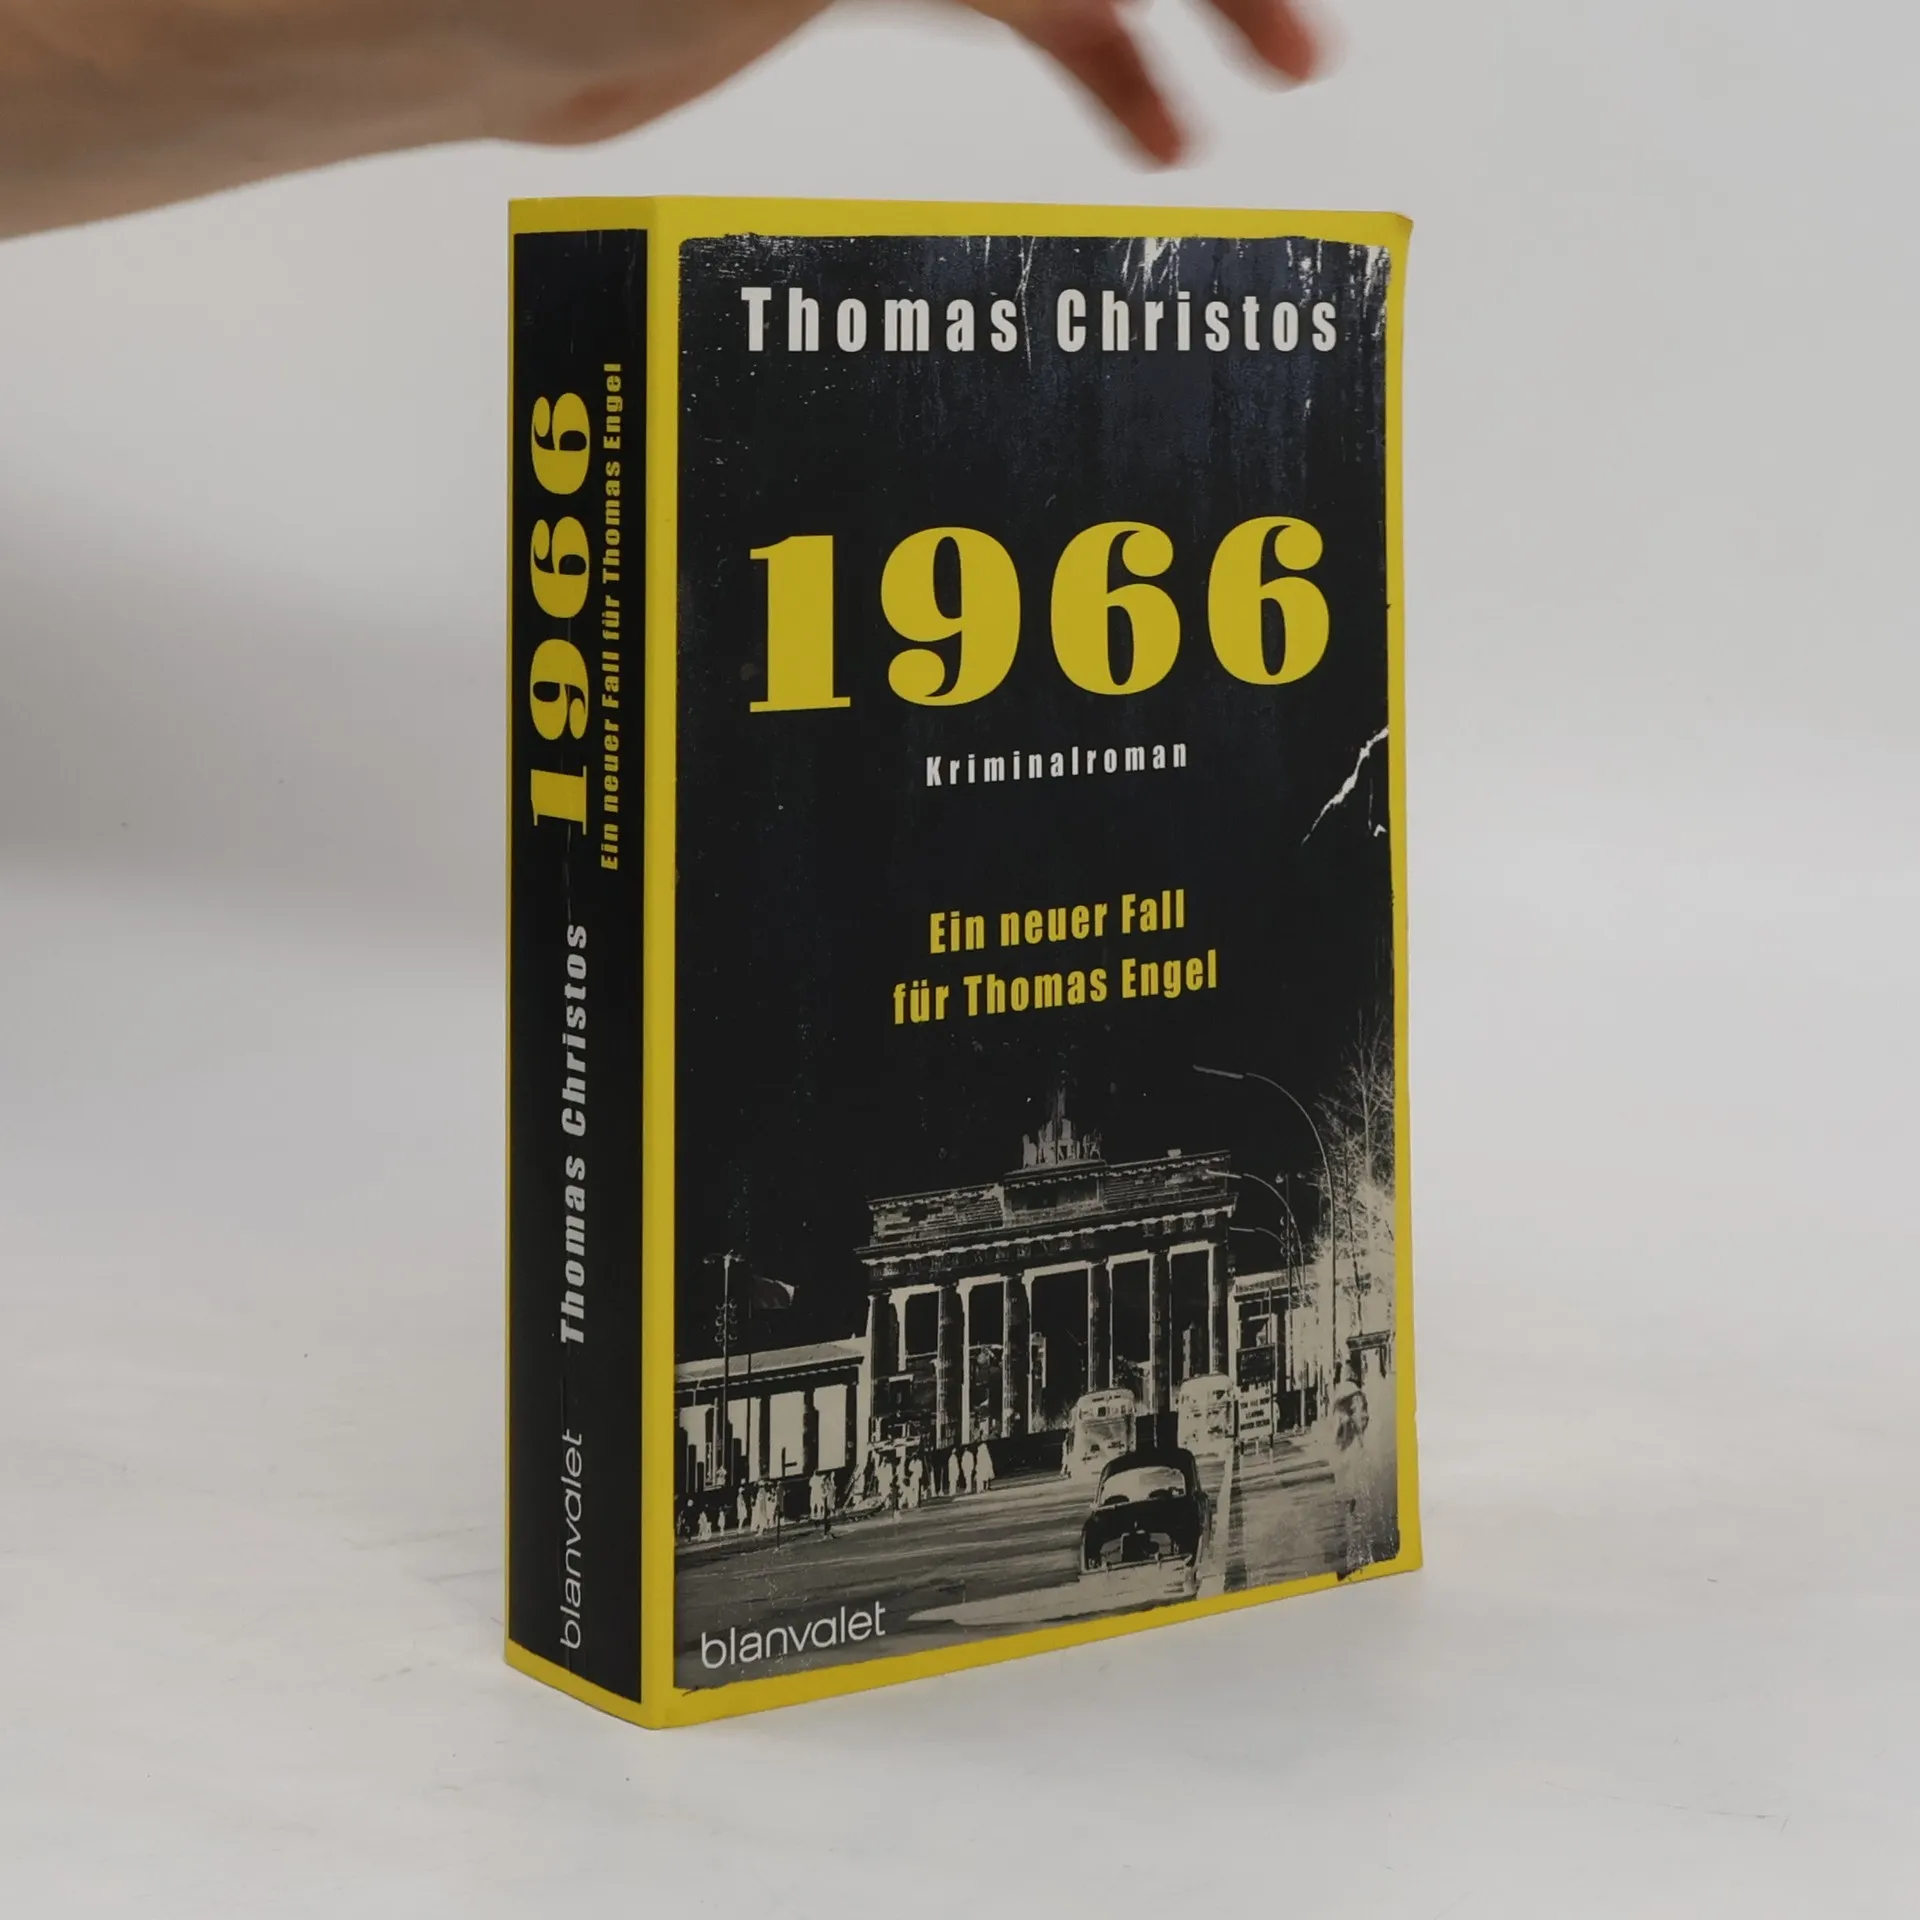 Thomas Christos
1966
Kriminalroman
Ein neuer Fall
für Thomas Engel
blanvalet
1966
Ein neuer Fall für Thomas Engel
Thomas Christos
blanvalet